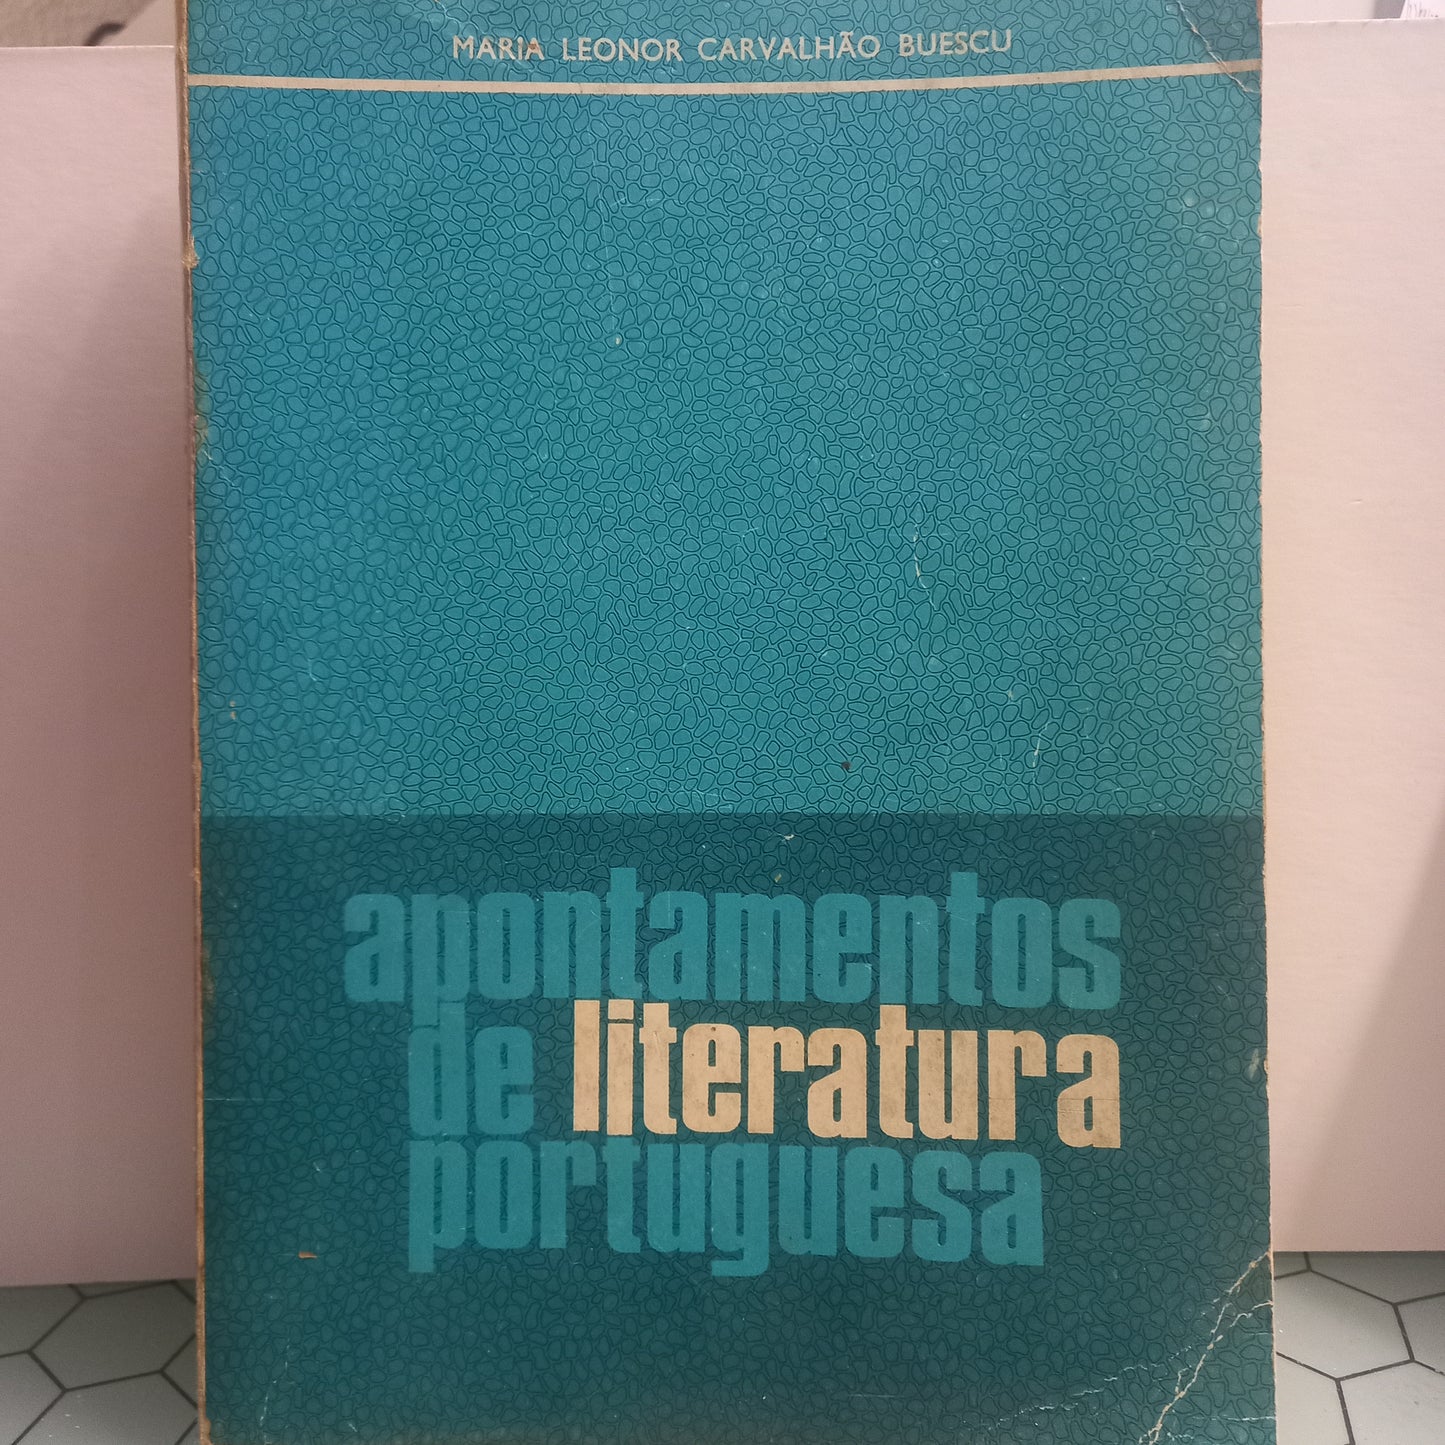 MARIA LEONOR CARVALHÃO BUESCU
apontamentos
de literatura
portuguesa